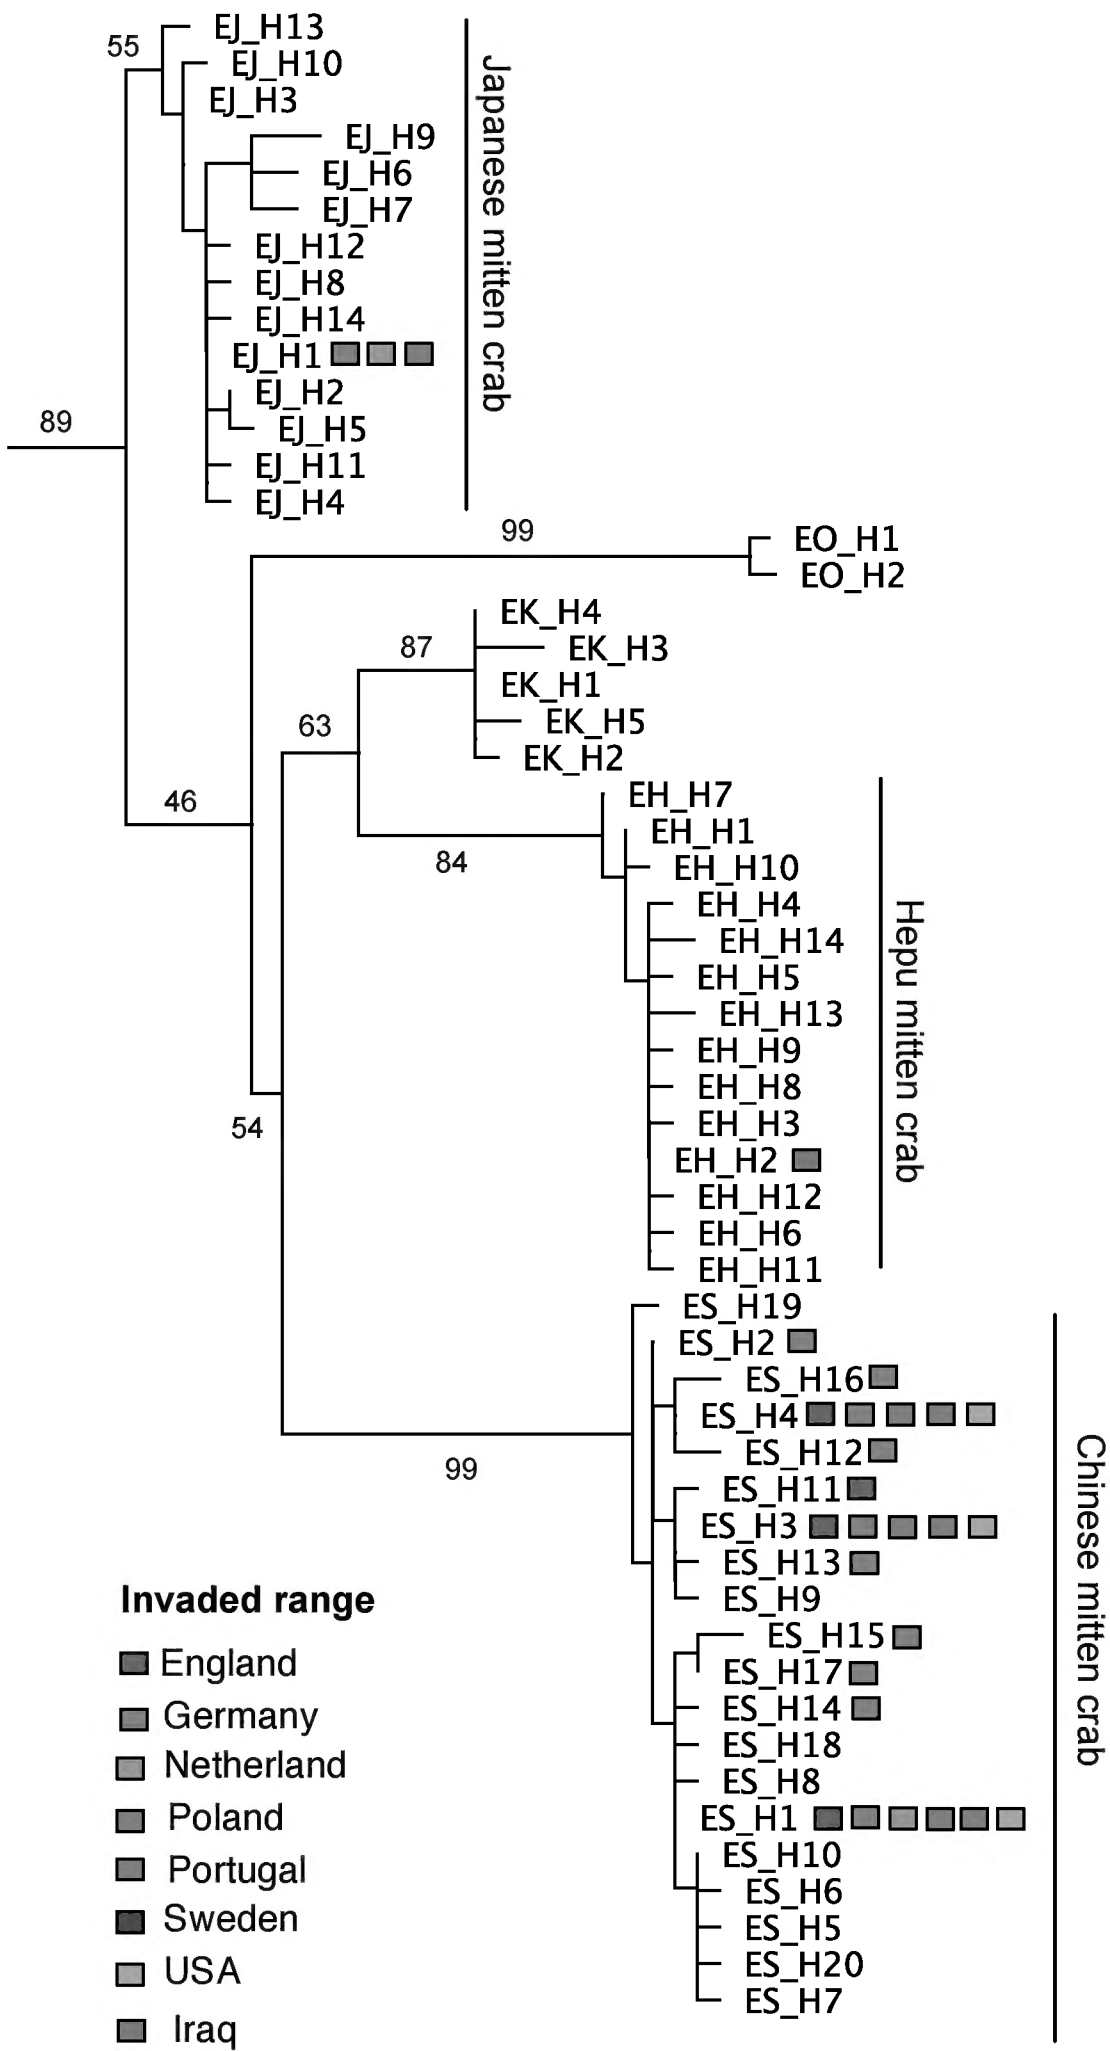 55
EJ_H13
EJ_H10
EJ_H3
EJ_H9
EJ_H6
EJ_H7
EJ_H12
EJ_H8
EJ_H14
EJ_H1
EJ_H2
EJ_H5
EJ_H11
EJ_H4
Japanese mitten crab
89
99
EO_H1
EO_H2
EK_H4
87
EK_H3
EK_H1
EK_H5
63
EK_H2
46
EH_H7
EH_H1
84
EH_H10
EH_H4
EH_H14
EH_H5
EH_H13
EH_H9
EH_H8
EH_H3
EH_H2
EH_H12
EH_H6
EH_H11
Hepu mitten crab
54
ES_H19
ES_H2
ES_H16
ES_H4
ES_H12
99
ES_H11
ES_H3
ES_H13
ES_H9
ES_H15
ES_H17
ES_H14
ES_H18
ES_H8
ES_H1
ES_H10
ES_H6
ES_H5
ES_H20
ES_H7
Chinese mitten crab
Invaded range
England
Germany
Netherland
Poland
Portugal
Sweden
USA
Iraq